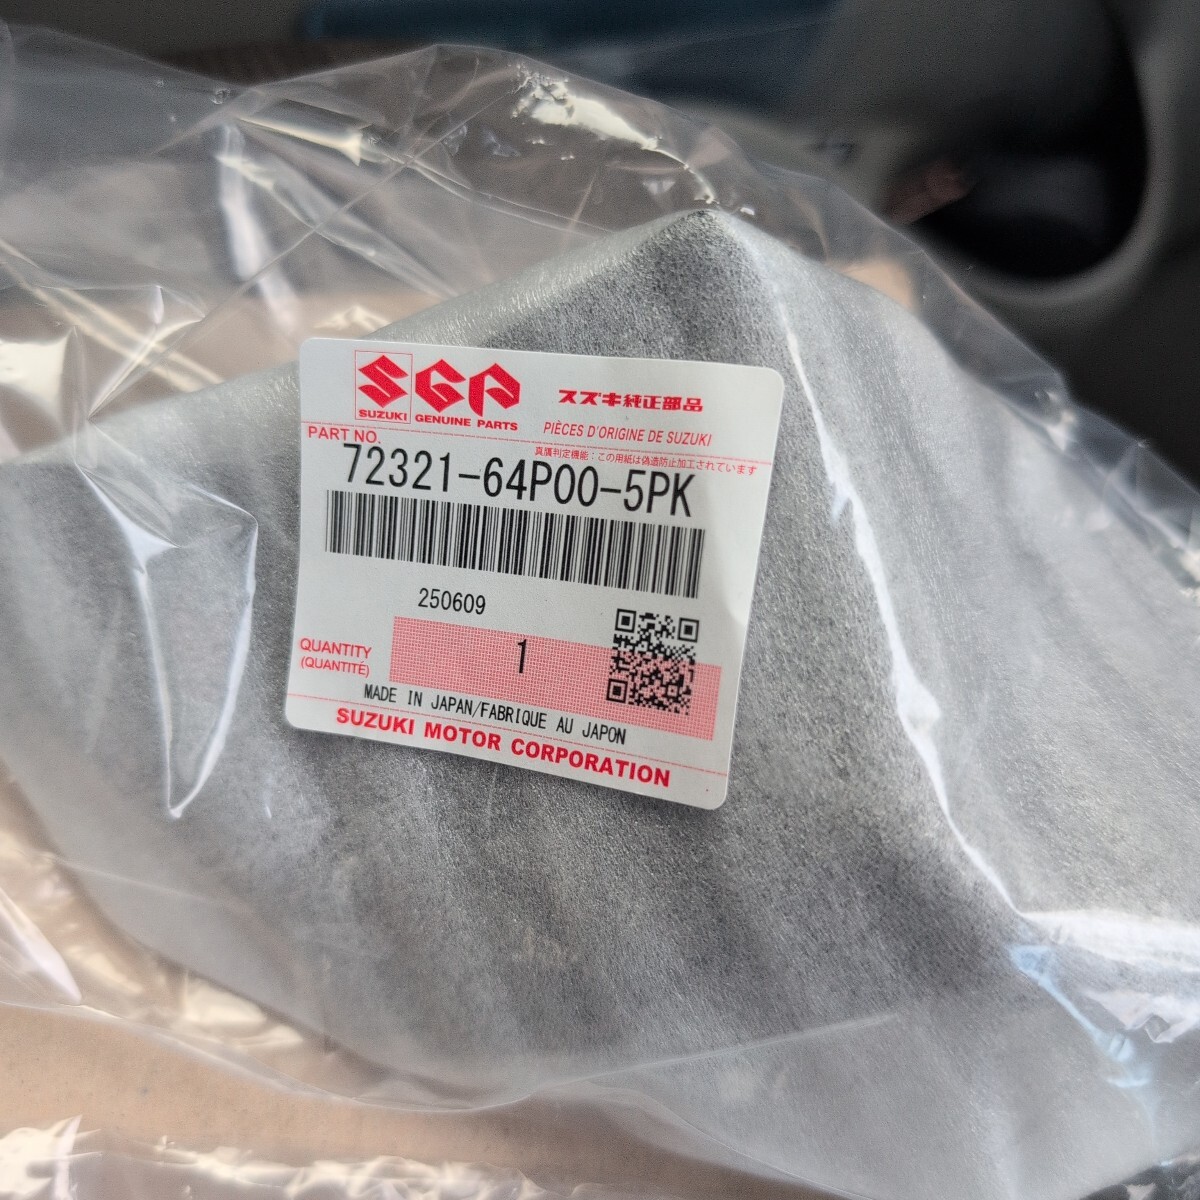 SGP
SUZUKI GENUINE PARTS
スズキ純正部品
PIÈCES D'ORIGINE DE SUZUKI
PART NO.
真贋判定機能：この用紙は偽造防止加工されています
72321-64P00-5PK
250609
QUANTITY
(QUANTITÉ)
1
MADE IN JAPAN/FABRIQUE AU JAPON
SUZUKI MOTOR CORPORATION